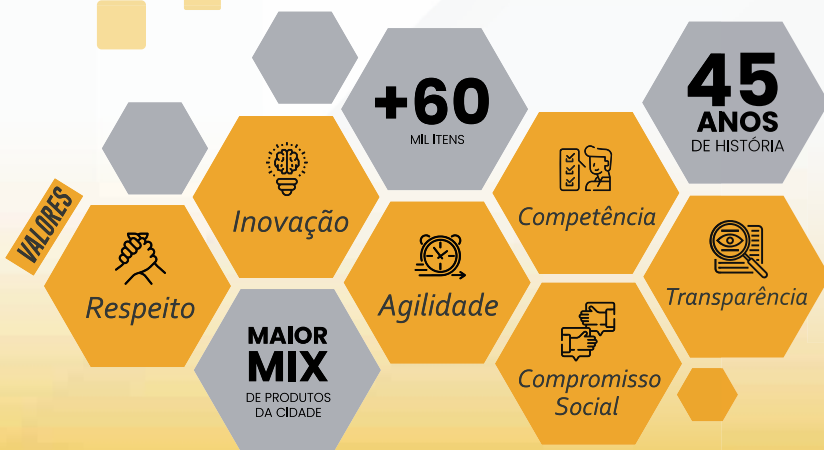 VALORES
Respeito
Inovação
MAIOR
MIX
DE PRODUTOS
DA CIDADE
+60
MIL ITENS
Agilidade
Competência
Compromisso
Social
45
ANOS
DE HISTÓRIA
Transparência